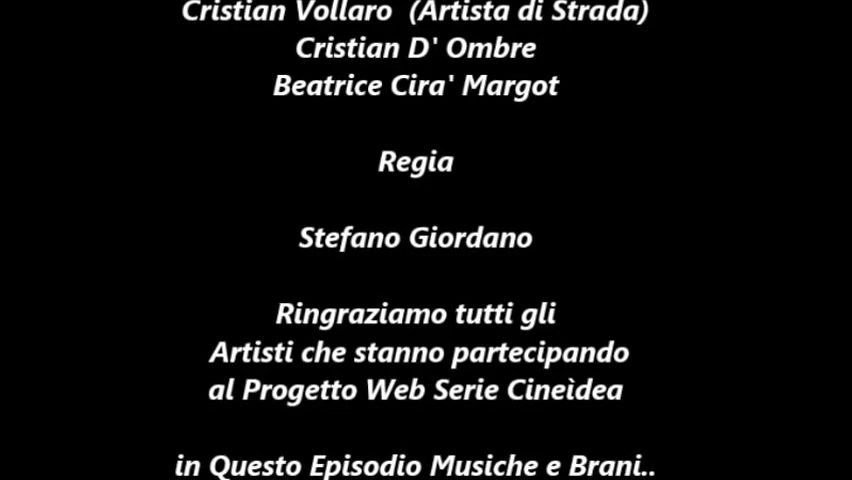 Cristian Vollaro (Artista di Strada)
Cristian D' Ombre
Beatrice Cira' Margot
Regia
Stefano Giordano
Ringraziamo tutti gli
Artisti che stanno partecipando
al Progetto Web Serie Cineìdea
in Questo Episodio Musiche e Brani..